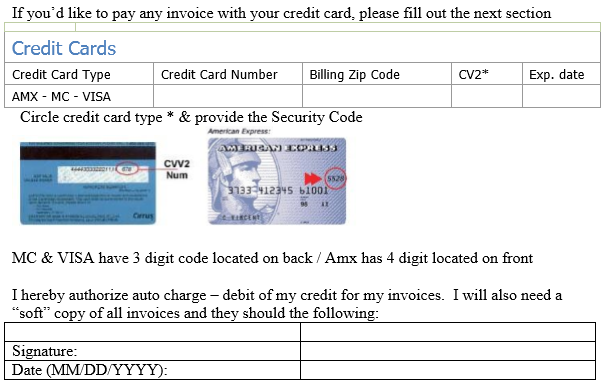 If you’d like to pay any invoice with your credit card, please fill out the next section
Credit Cards
Credit Card Type Credit Card Number Billing Zip Code CV2* Exp. date
AMX - MC - VISA
Circle credit card type * & provide the Security Code
American Express:
AMERICAN EXPRESS
CVV2
Num
678
5528
3733 412345 61001
Cirrus
MC & VISA have 3 digit code located on back / Amx has 4 digit located on front
I hereby authorize auto charge – debit of my credit for my invoices.  I will also need a
“soft” copy of all invoices and they should the following:
Signature:
Date (MM/DD/YYYY):